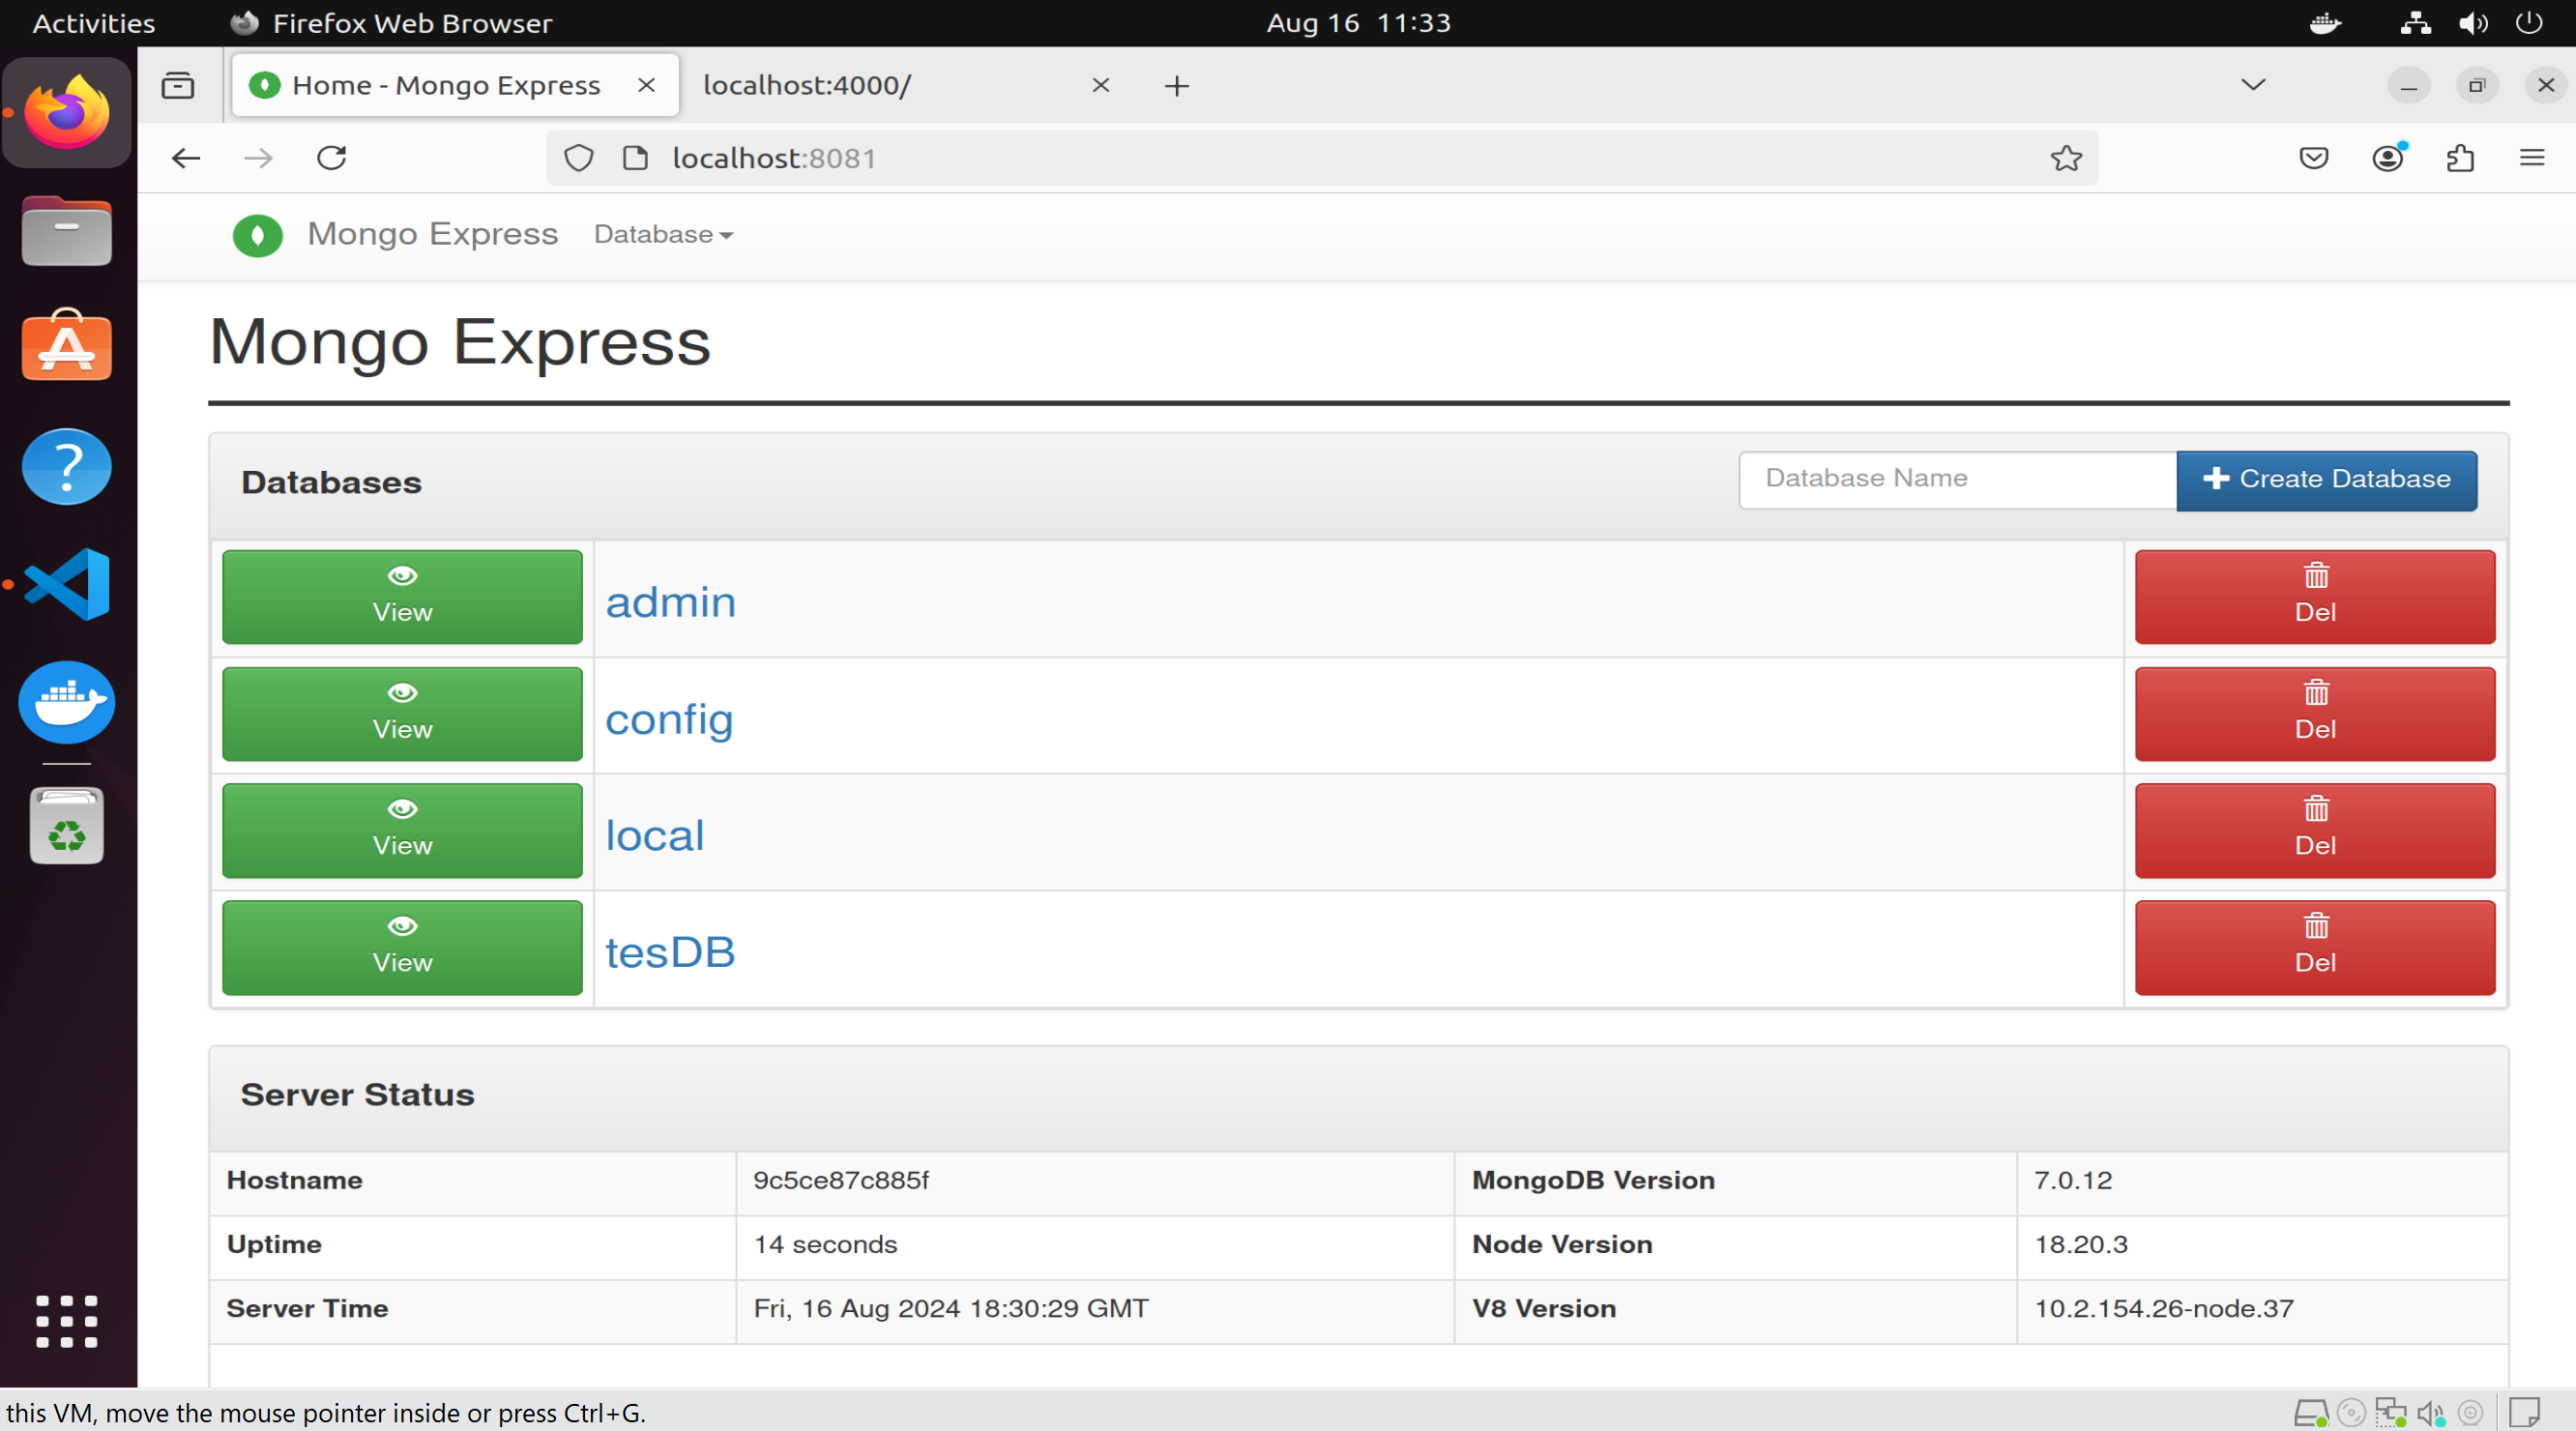 Activities Firefox Web Browser Aug 16 11:33
Home - Mongo Express localhost:4000/
localhost:8081
Mongo Express Database
Mongo Express
Databases Database Name Create Database
View admin Del
View config Del
View local Del
View tesDB Del
Server Status
Hostname 9c5ce87c885f MongoDB Version 7.0.12
Uptime 14 seconds Node Version 18.20.3
Server Time Fri, 16 Aug 2024 18:30:29 GMT V8 Version 10.2.154.26-node.37
this VM, move the mouse pointer inside or press Ctrl+G.